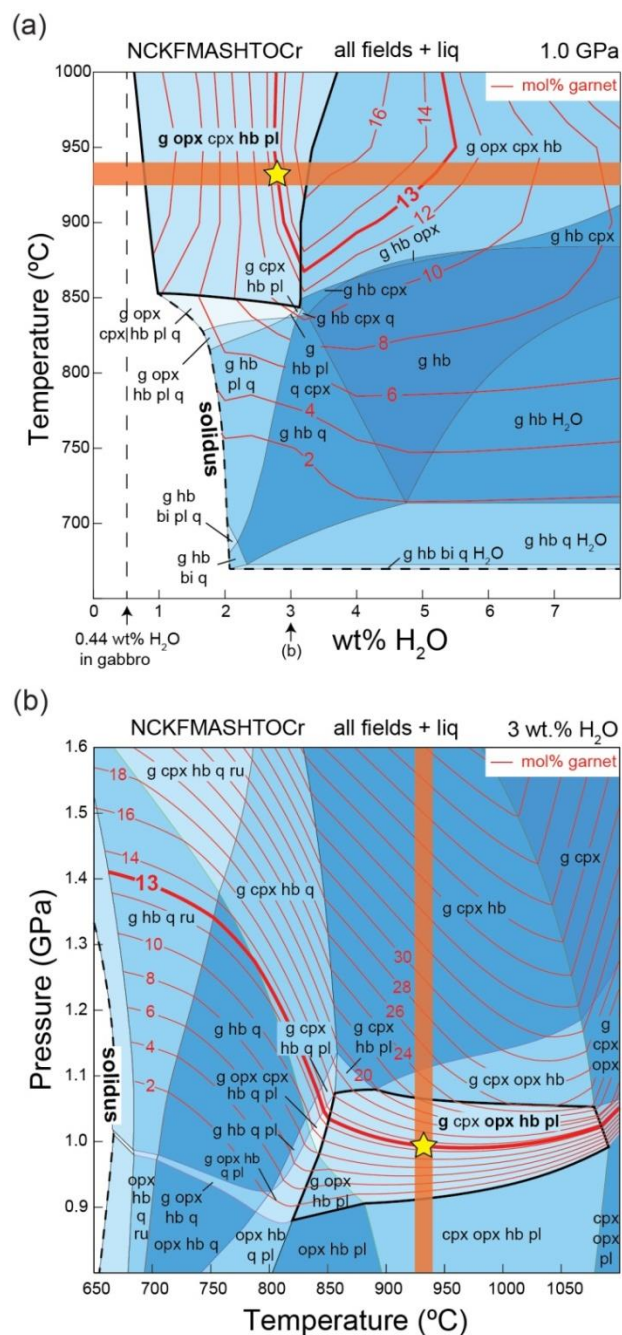 (a)
NCKFMASHTOCr all fields + liq 1.0 GPa
1000
950
900
850
800
750
700
Temperature (ºC)
mol% garnet
16
14
g opx cpx hb pl
g opx cpx hb
13
12
g hb cpx
g hb opx
10
g cpx
hb pl
g hb cpx
g opx
cpx hb pl q
g hb cpx q
8
g
hb pl
q cpx
g hb
g opx
hb pl q
g hb
pl q
6
solidus
4
g hb H2O
g hb q
2
g hb
bi pl q
g hb q H2O
g hb
bi q
g hb bi q H2O
0 1 2 3 4 5 6 7
0.44 wt% H2O
in gabbro
(b)
wt% H2O
(b)
NCKFMASHTOCr all fields + liq 3 wt.% H2O
1.6
1.5
1.4
1.3
1.2
1.1
1.0
0.9
Pressure (GPa)
mol% garnet
18
g cpx hb q ru
16
g cpx
14
13
g cpx hb q
g cpx hb
g hb q ru
10
30
8
28
6
g hb q
26
g cpx
hb q pl
g cpx
hb pl
24
4
20
g
cpx
opx
solidus
g opx cpx
hb q pl
g cpx opx hb
2
g hb q pl
g cpx opx hb pl
g opx hb
q pl
opx
hb
q
ru
g opx
hb q
g opx
hb pl
opx hb q
opx hb
q pl
opx hb pl
cpx opx hb pl
cpx
opx
pl
650 700 750 800 850 900 950 1000 1050
Temperature (ºC)